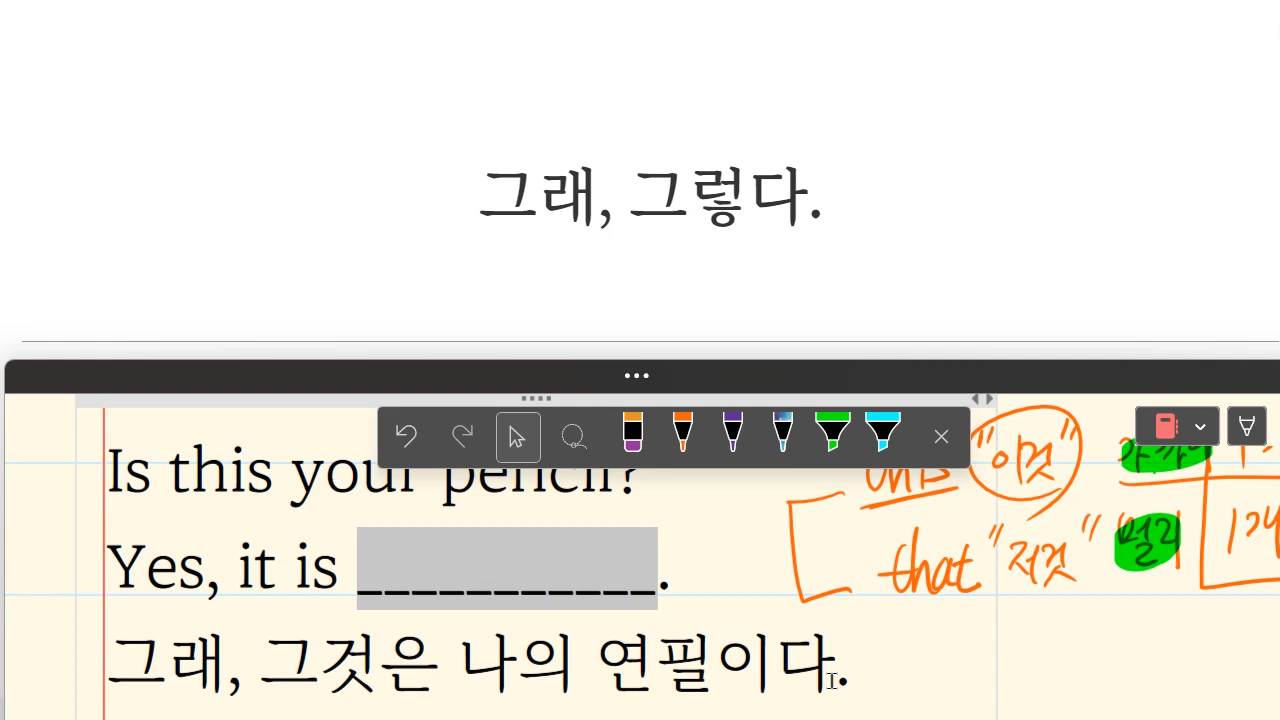 그래, 그렇다.
Is this your pencil?
Yes, it is ___________.
그래, 그것은 나의 연필이다.
this "이것"
that "저것" "멀리"